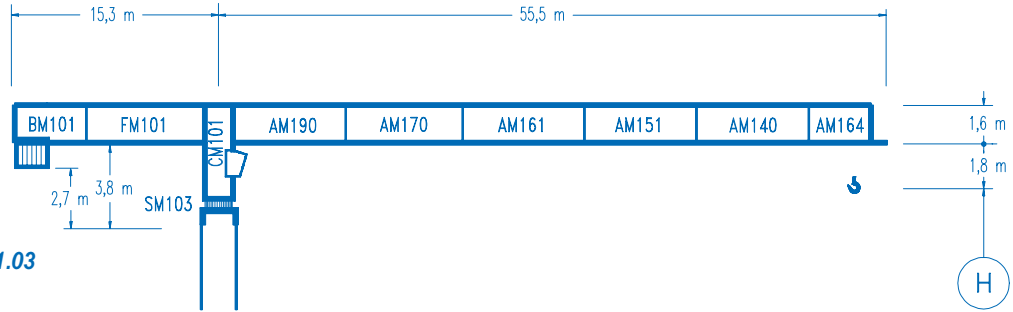 15,3 m
55,5 m
BM101
FM101
CM101
AM190
AM170
AM161
AM151
AM140
AM164
1,6 m
1,8 m
3,8 m
2,7 m
SM103
1.03
H